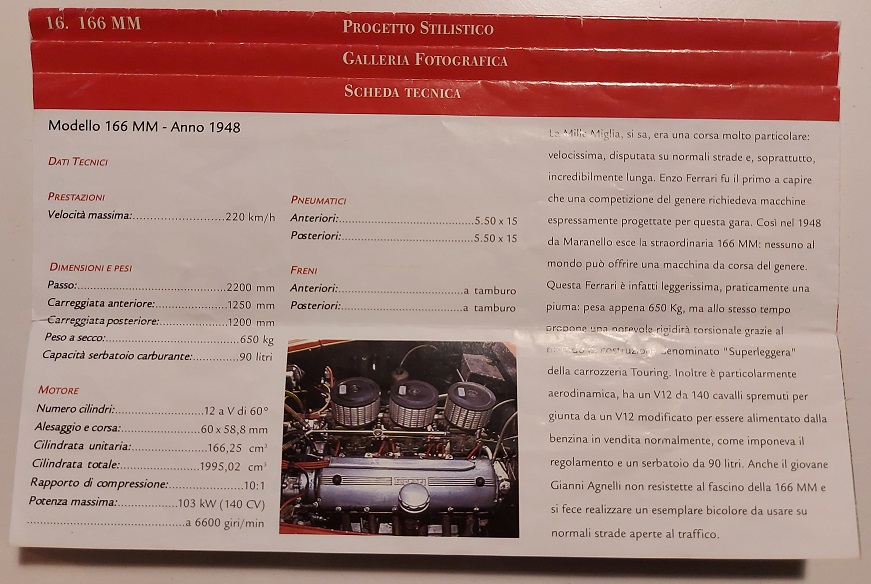 16. 166 MM
PROGETTO STILISTICO
GALLERIA FOTOGRAFICA
SCHEDA TECNICA
Modello 166 MM - Anno 1948
DATI TECNICI
PRESTAZIONI
Velocità massima:............................220 km/h
DIMENSIONI E PESI
Passo:.............................................2200 mm
Carreggiata anteriore:......................1250 mm
Carreggiata posteriore:....................1200 mm
Peso a secco:.....................................650 kg
Capacità serbatoio carburante:...........90 litri
MOTORE
Numero cilindri:..........................12 a V di 60°
Alesaggio e corsa:........................60 x 58,8 mm
Cilindrata unitaria:.......................166,25 cm³
Cilindrata totale:..........................1995,02 cm³
Rapporto di compressione:.......................10:1
Potenza massima:................103 kW (140 CV)
................................................a 6600 giri/min
PNEUMATICI
Anteriori:..........................................5.50 x 15
Posteriori:.........................................5.50 x 15
FRENI
Anteriori:......................................a tamburo
Posteriori:.....................................a tamburo
La Mille Miglia, si sa, era una corsa molto particolare:
velocissima, disputata su normali strade e, soprattutto,
incredibilmente lunga. Enzo Ferrari fu il primo a capire
che una competizione del genere richiedeva macchine
espressamente progettate per questa gara. Così nel 1948
da Maranello esce la straordinaria 166 MM: nessuno al
mondo può offrire una macchina da corsa del genere.
Questa Ferrari è infatti leggerissima, praticamente una
piuma: pesa appena 650 Kg, ma allo stesso tempo
propone una notevole rigidità torsionale grazie al
costruzione denominato "Superleggera"
della carrozzeria Touring. Inoltre è particolarmente
aerodinamica, ha un V12 da 140 cavalli spremuti per
giunta da un V12 modificato per essere alimentato dalla
benzina in vendita normalmente, come imponeva il
regolamento e un serbatoio da 90 litri. Anche il giovane
Gianni Agnelli non resistette al fascino della 166 MM e
si fece realizzare un esemplare bicolore da usare su
normali strade aperte al traffico.